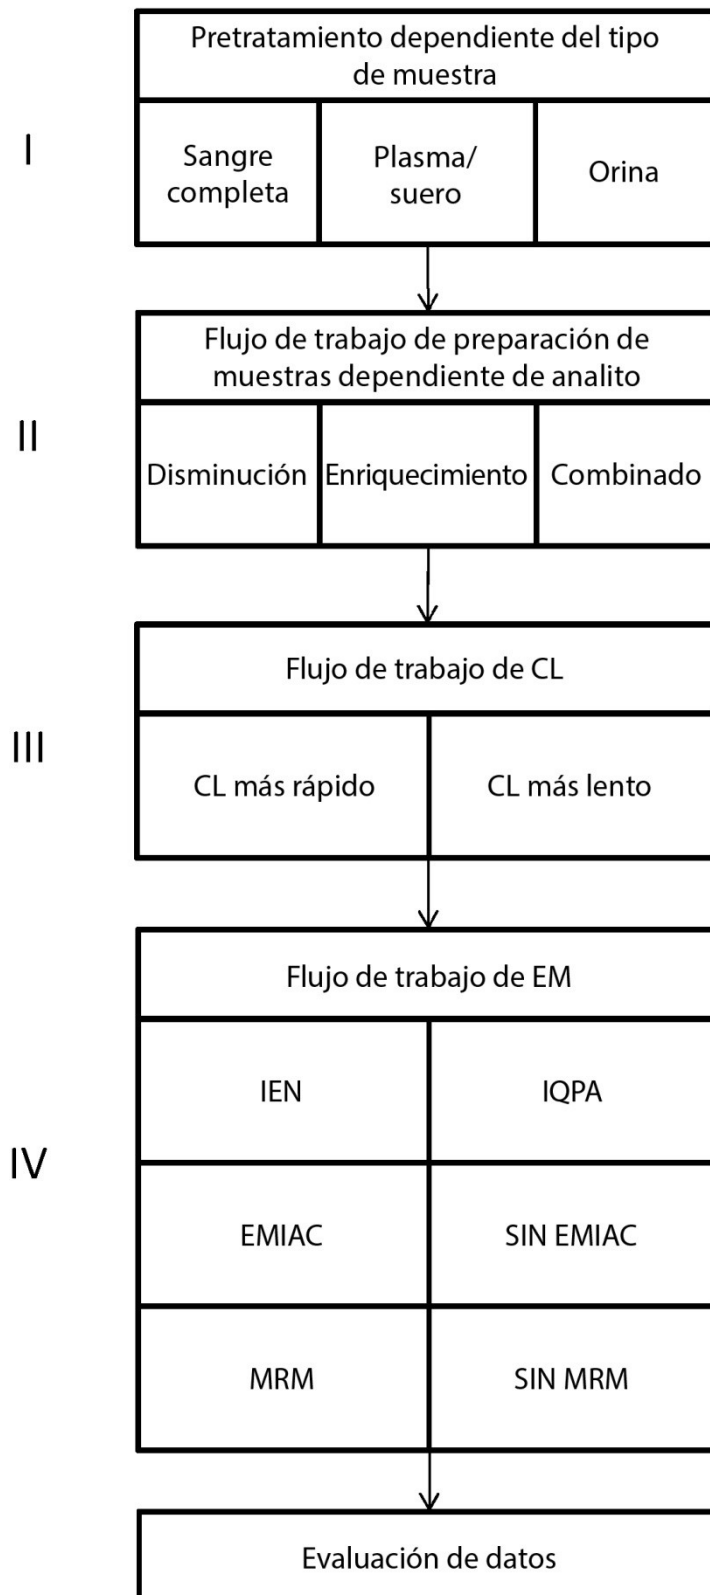 Pretratamiento dependiente del tipo
de muestra
I
Sangre
completa
Plasma/
suero
Orina
Flujo de trabajo de preparación de
muestras dependiente de analito
II
Disminución
Enriquecimiento
Combinado
Flujo de trabajo de CL
III
CL más rápido
CL más lento
Flujo de trabajo de EM
IEN
IQPA
IV
EMIAC
SIN EMIAC
MRM
SIN MRM
Evaluación de datos